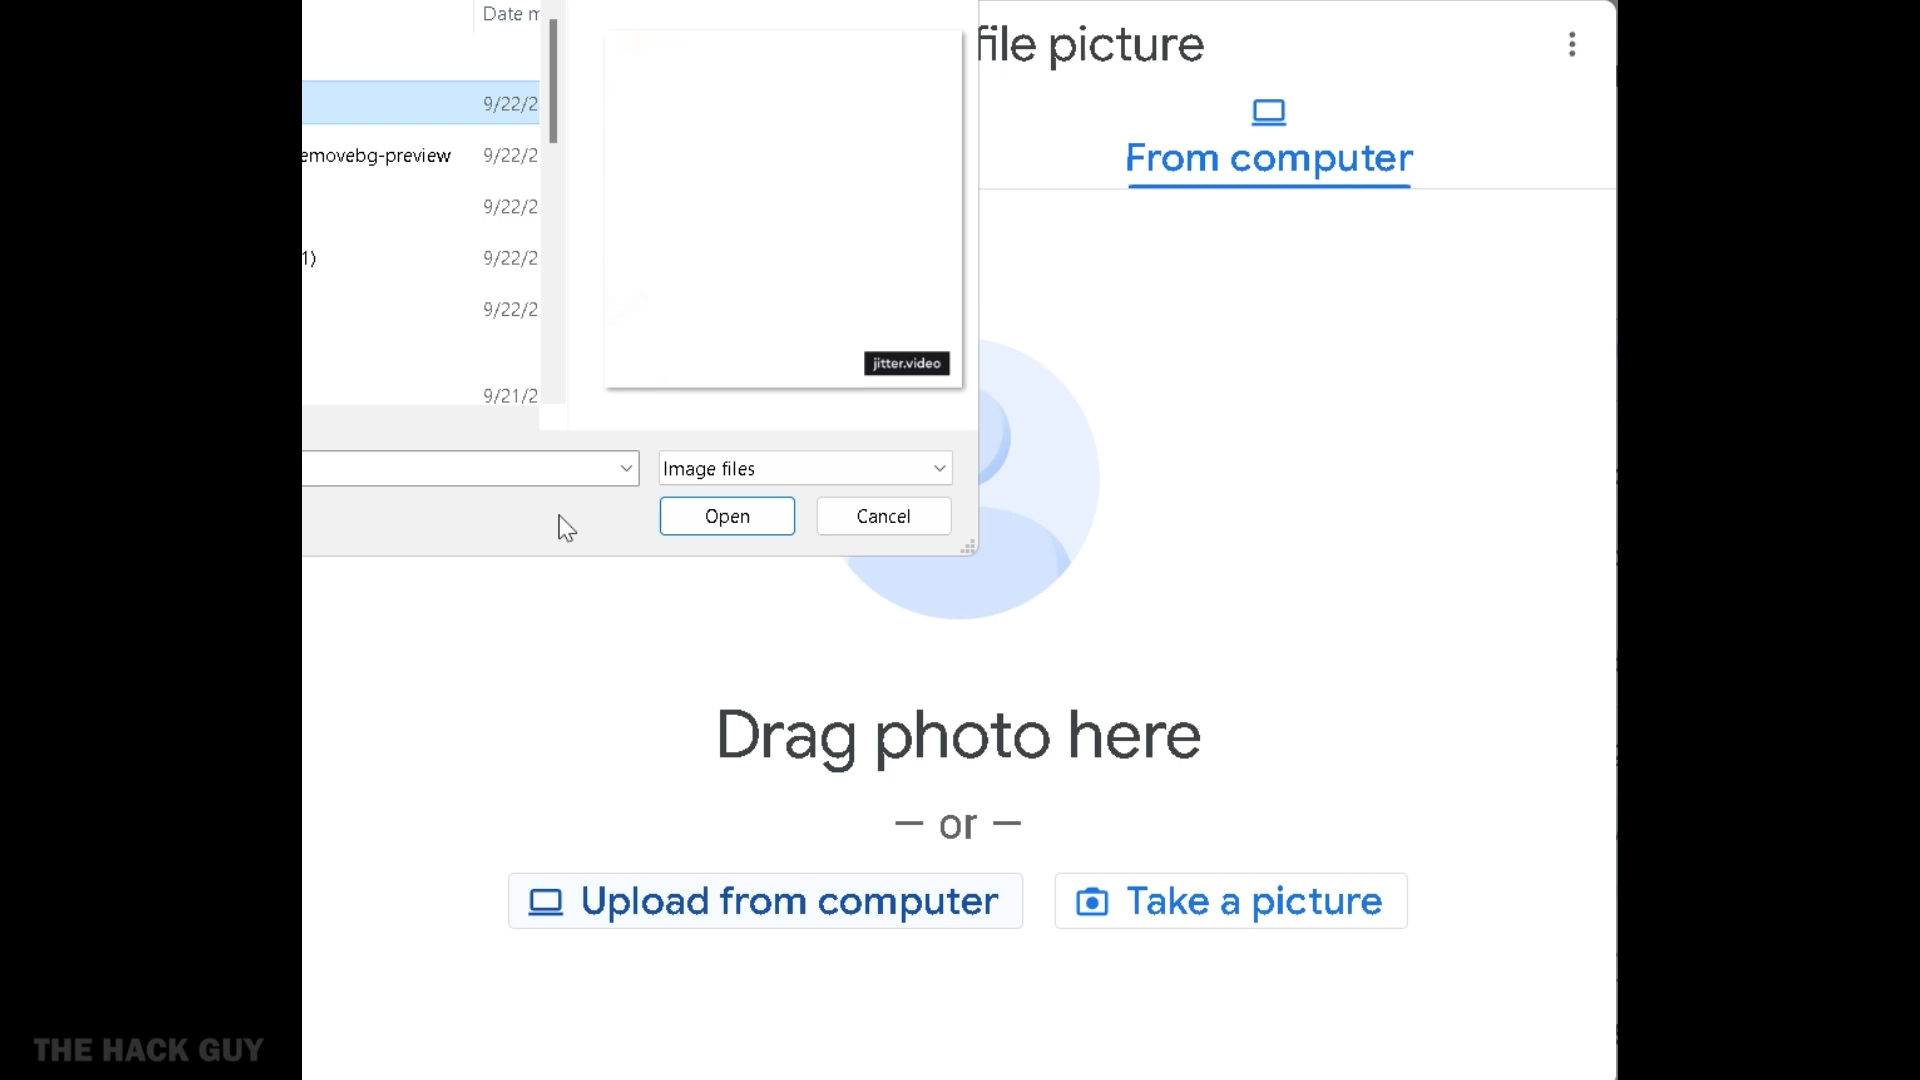 Date m
file picture
9/22/2
From computer
emovebg-preview 9/22/2
9/22/2
1) 9/22/2
9/22/2
jitter.video
9/21/2
Image files
Open Cancel
Drag photo here
— or —
Upload from computer Take a picture
THE HACK GUY